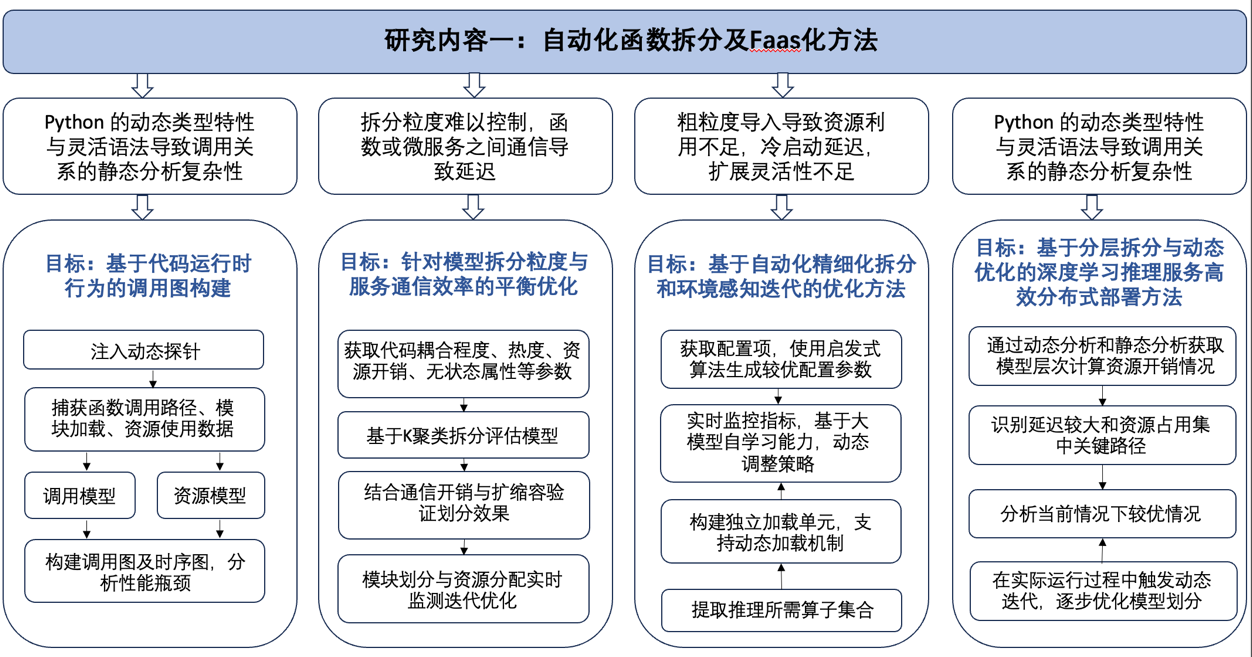 研究内容一：自动化函数拆分及Faas化方法
Python 的动态类型特性
与灵活语法导致调用关
系的静态分析复杂性
目标：基于代码运行时
行为的调用图构建
注入动态探针
捕获函数调用路径、模
块加载、资源使用数据
调用模型
资源模型
构建调用图及时序图，分
析性能瓶颈
拆分粒度难以控制，函
数或微服务之间通信导
致延迟
目标：针对模型拆分粒度与
服务通信效率的平衡优化
获取代码耦合程度、热度、资
源开销、无状态属性等参数
基于K聚类拆分评估模型
结合通信开销与扩缩容验
证划分效果
模块划分与资源分配实时
监测迭代优化
粗粒度导入导致资源利
用不足，冷启动延迟，
扩展灵活性不足
目标：基于自动化精细化拆分
和环境感知迭代的优化方法
获取配置项，使用启发式
算法生成较优配置参数
实时监控指标，基于大
模型自学习能力，动态
调整策略
构建独立加载单元，支
持动态加载机制
提取推理所需算子集合
Python 的动态类型特性
与灵活语法导致调用关
系的静态分析复杂性
目标：基于分层拆分与动态
优化的深度学习推理服务高
效分布式部署方法
通过动态分析和静态分析获取
模型层次计算资源开销情况
识别延迟较大和资源占用集
中关键路径
分析当前情况下较优情况
在实际运行过程中触发动态
迭代，逐步优化模型划分